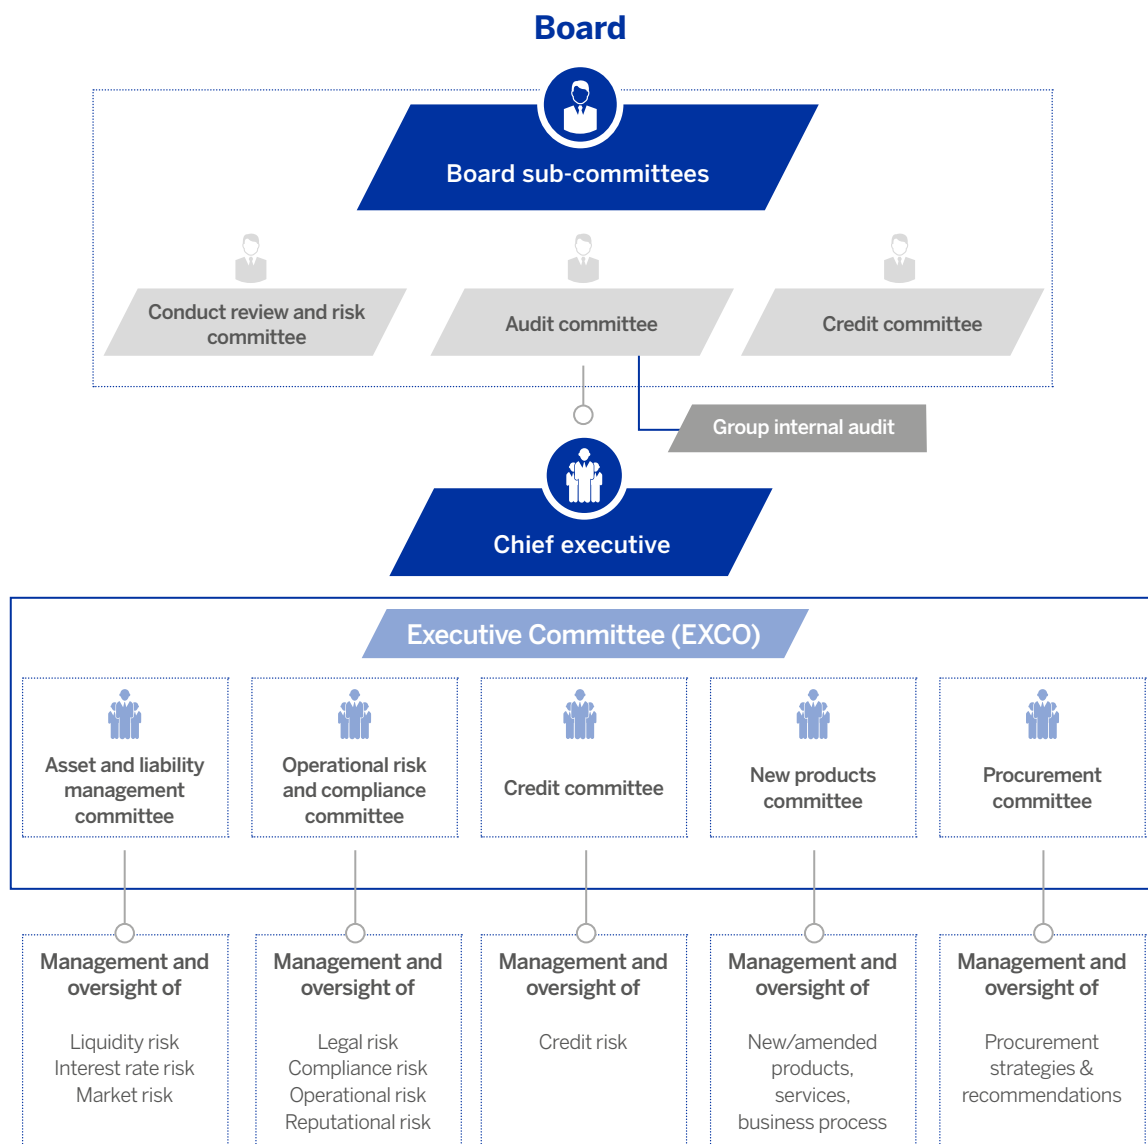 Board
Board sub-committees
Conduct review and risk
committee
Audit committee
Credit committee
Group internal audit
Chief executive
Executive Committee (EXCO)
Asset and liability
management
committee
Operational risk
and compliance
committee
Credit committee
New products
committee
Procurement
committee
Management and
oversight of
Liquidity risk
Interest rate risk
Market risk
Management and
oversight of
Legal risk
Compliance risk
Operational risk
Reputational risk
Management and
oversight of
Credit risk
Management and
oversight of
New/amended
products,
services,
business process
Management and
oversight of
Procurement
strategies &
recommendations